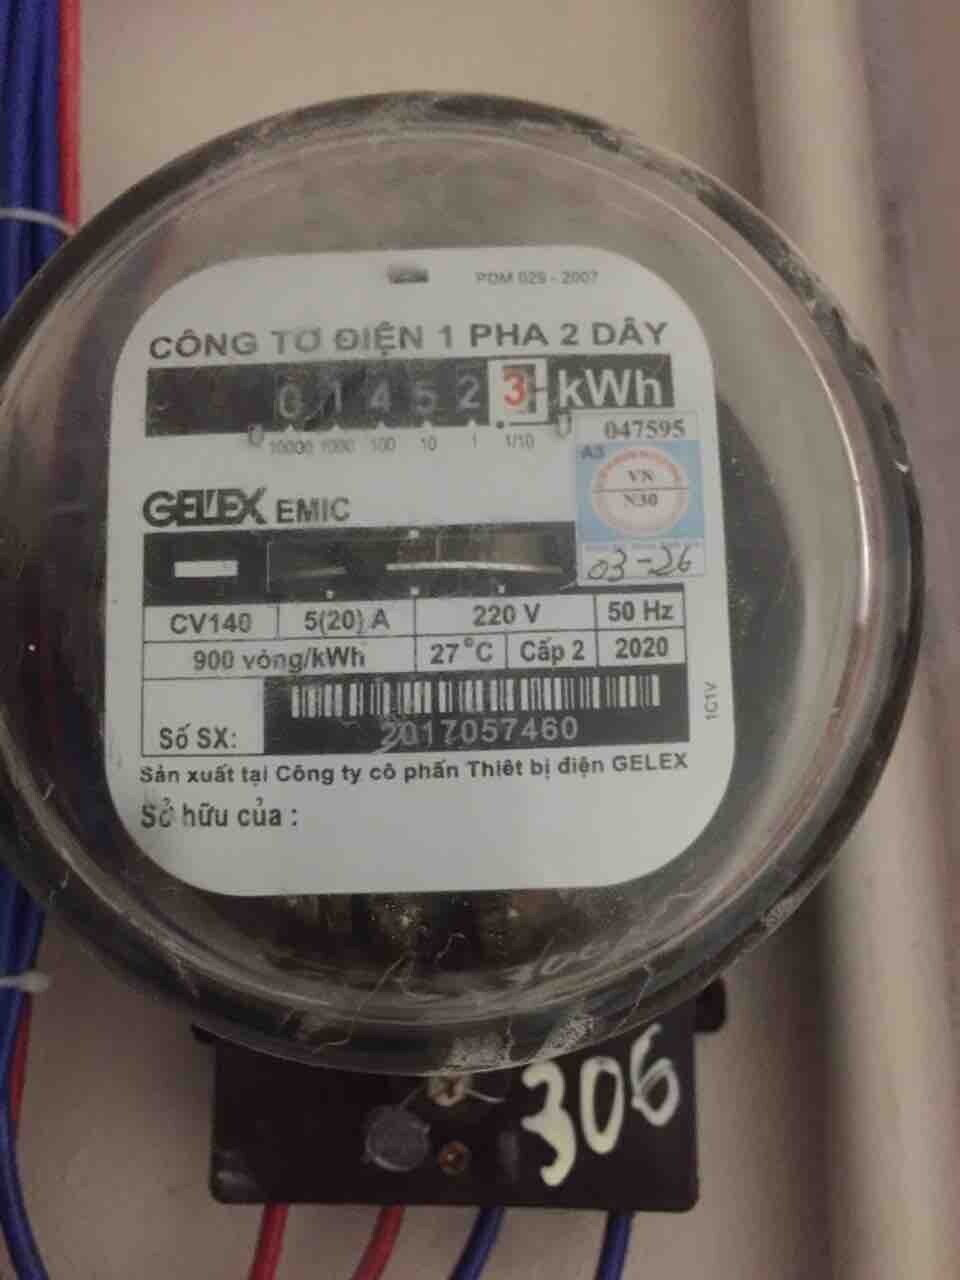 PDM 029 - 2007
CÔNG TƠ ĐIỆN 1 PHA 2 DÂY
0 1 4 5 2 3 kWh
10000 1000 100 10 1 1/10
047595
A3
VN
N30
GELEX EMIC
03-26
CV140 5(20) A 220 V 50 Hz
900 vòng/kWh 27°C Cấp 2 2020
1G1V
Số SX: 2017057460
Sản xuất tại Công ty cổ phần Thiết bị điện GELEX
Sở hữu của :
306